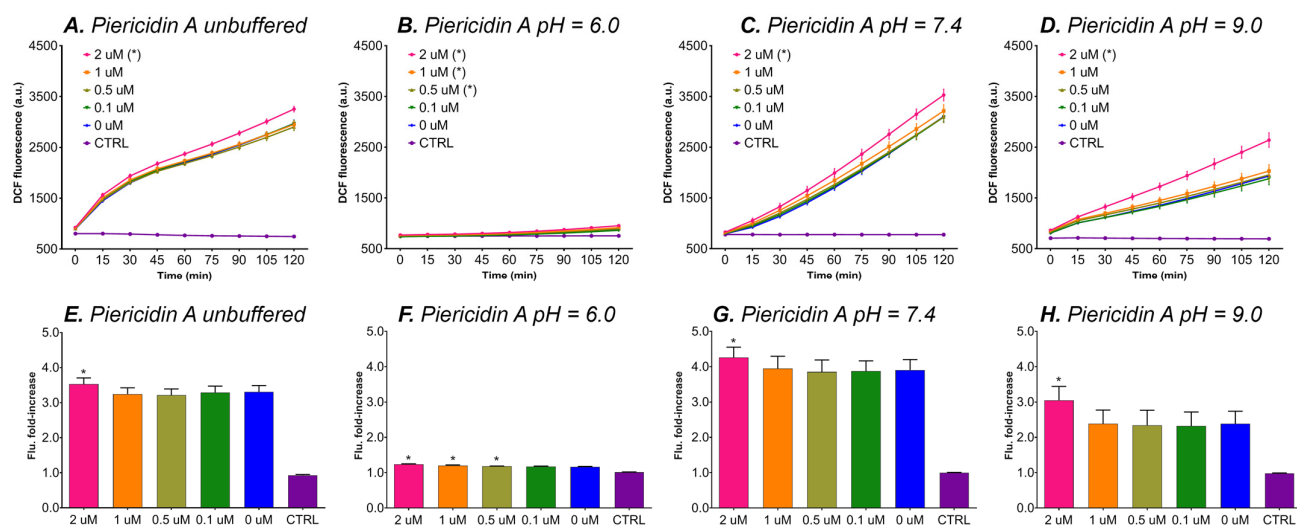 A. Piericidin A unbuffered
4500
3500
2500
1500
500
DCF fluorescence (a.u.)
2 uM (*)
1 uM
0.5 uM
0.1 uM
0 uM
CTRL
0 15 30 45 60 75 90 105 120
Time (min)
B. Piericidin A pH = 6.0
4500
3500
2500
1500
500
DCF fluorescence (a.u.)
2 uM (*)
1 uM (*)
0.5 uM (*)
0.1 uM
0 uM
CTRL
0 15 30 45 60 75 90 105 120
Time (min)
C. Piericidin A pH = 7.4
4500
3500
2500
1500
500
DCF fluorescence (a.u.)
2 uM (*)
1 uM
0.5 uM
0.1 uM
0 uM
CTRL
0 15 30 45 60 75 90 105 120
Time (min)
D. Piericidin A pH = 9.0
4500
3500
2500
1500
500
DCF fluorescence (a.u.)
2 uM (*)
1 uM
0.5 uM
0.1 uM
0 uM
CTRL
0 15 30 45 60 75 90 105 120
Time (min)
E. Piericidin A unbuffered
5.0
4.0
3.0
2.0
1.0
0.0
Flu. fold-increase
*
2 uM 1 uM 0.5 uM 0.1 uM 0 uM CTRL
F. Piericidin A pH = 6.0
5.0
4.0
3.0
2.0
1.0
0.0
Flu. fold-increase
* * *
2 uM 1 uM 0.5 uM 0.1 uM 0 uM CTRL
G. Piericidin A pH = 7.4
5.0
4.0
3.0
2.0
1.0
0.0
Flu. fold-increase
*
2 uM 1 uM 0.5 uM 0.1 uM 0 uM CTRL
H. Piericidin A pH = 9.0
5.0
4.0
3.0
2.0
1.0
0.0
Flu. fold-increase
*
2 uM 1 uM 0.5 uM 0.1 uM 0 uM CTRL